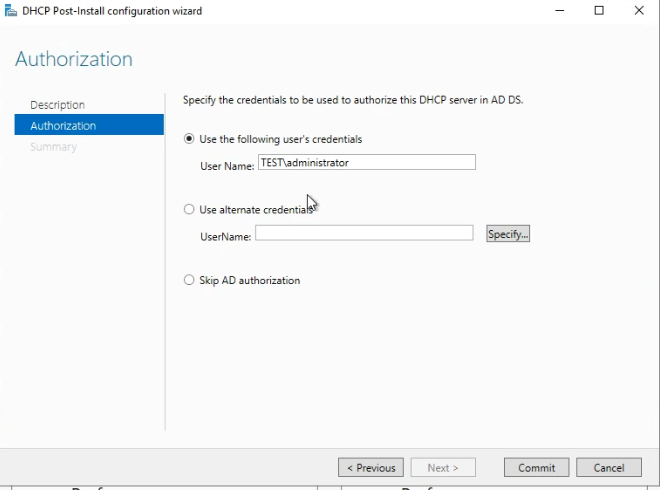 DHCP Post-Install configuration wizard
Authorization
Description
Authorization
Summary
Specify the credentials to be used to authorize this DHCP server in AD DS.
Use the following user's credentials
User Name: TEST\administrator
Use alternate credentials
UserName:
Specify...
Skip AD authorization
< Previous
Next >
Commit
Cancel